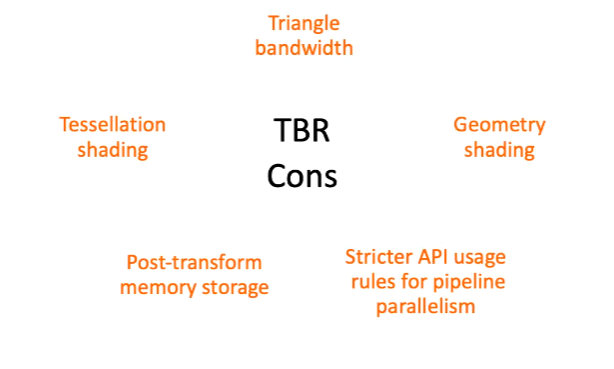 Triangle
bandwidth
Tessellation
shading
TBR
Cons
Geometry
shading
Post-transform
memory storage
Stricter API usage
rules for pipeline
parallelism